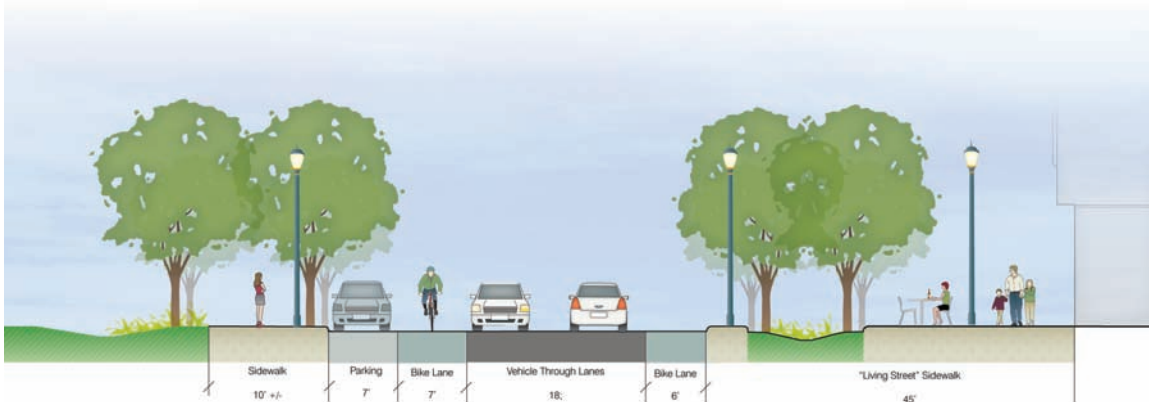 Sidewalk
10' +/-
Parking
7'
Bike Lane
7'
Vehicle Through Lanes
18;
Bike Lane
6'
"Living Street" Sidewalk
45'